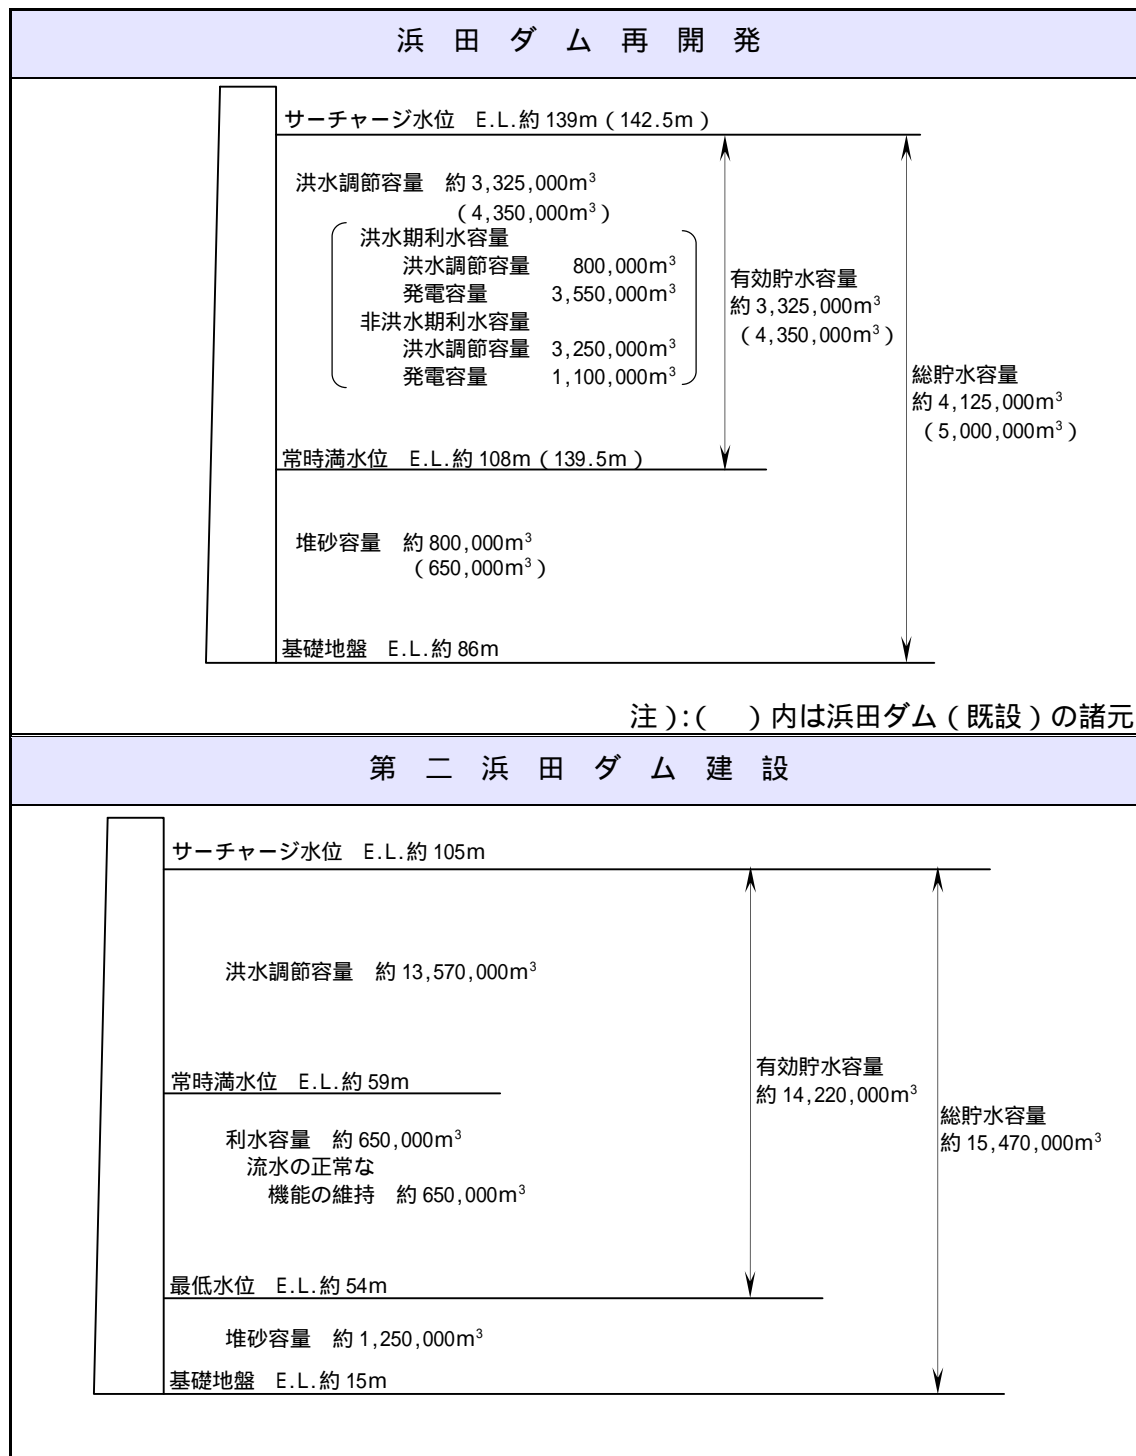 浜田ダム再開発
サーチャージ水位 E.L.約139m(142.5m)
洪水調節容量 約3,325,000m³
(4,350,000m³)
洪水期利水容量
洪水調節容量 800,000m³
発電容量 3,550,000m³
非洪水期利水容量
洪水調節容量 3,250,000m³
発電容量 1,100,000m³
有効貯水容量
約3,325,000m³
(4,350,000m³)
総貯水容量
約4,125,000m³
(5,000,000m³)
常時満水位 E.L.約108m(139.5m)
堆砂容量 約800,000m³
(650,000m³)
基礎地盤 E.L.約86m
注):( )内は浜田ダム(既設)の諸元
第二浜田ダム建設
サーチャージ水位 E.L.約105m
洪水調節容量 約13,570,000m³
常時満水位 E.L.約59m
有効貯水容量
約14,220,000m³
総貯水容量
約15,470,000m³
利水容量 約650,000m³
流水の正常な
機能の維持 約650,000m³
最低水位 E.L.約54m
堆砂容量 約1,250,000m³
基礎地盤 E.L.約15m